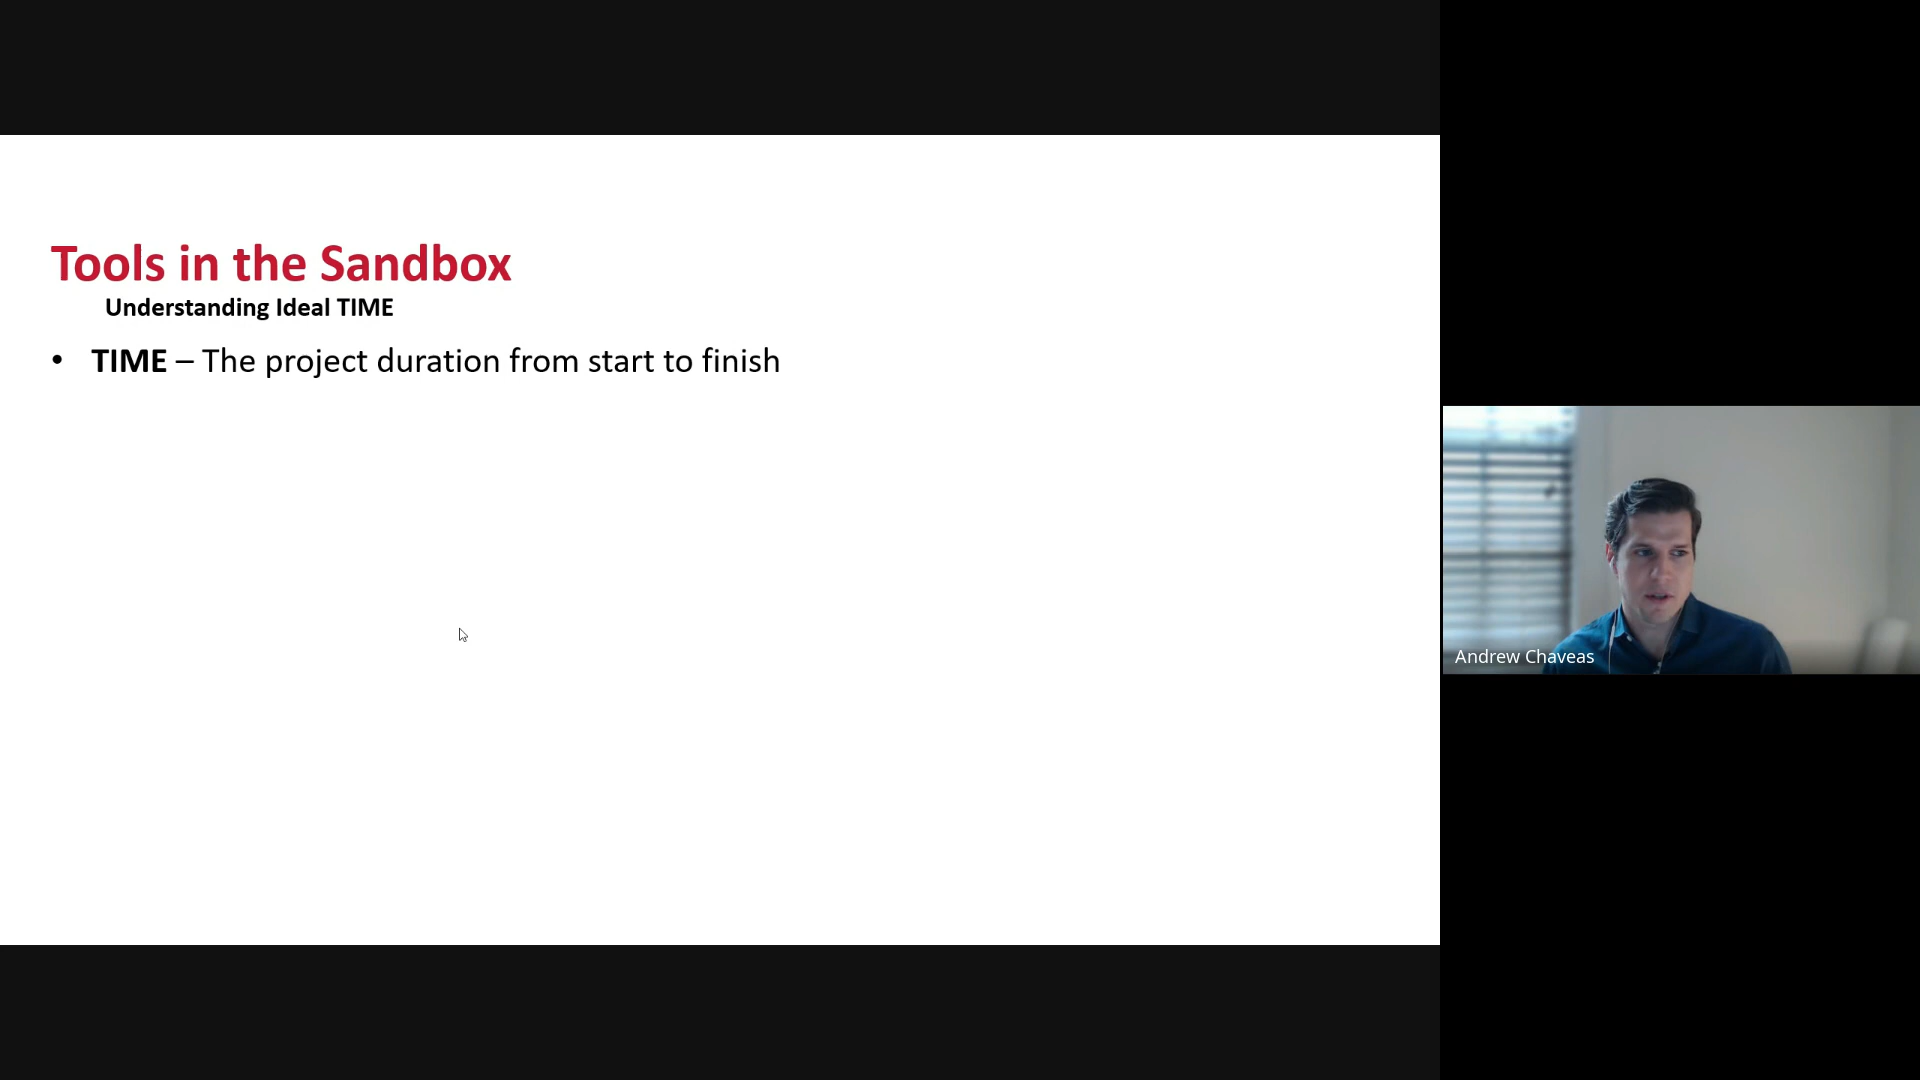 Tools in the Sandbox
Understanding Ideal TIME
• TIME – The project duration from start to finish
Andrew Chaveas